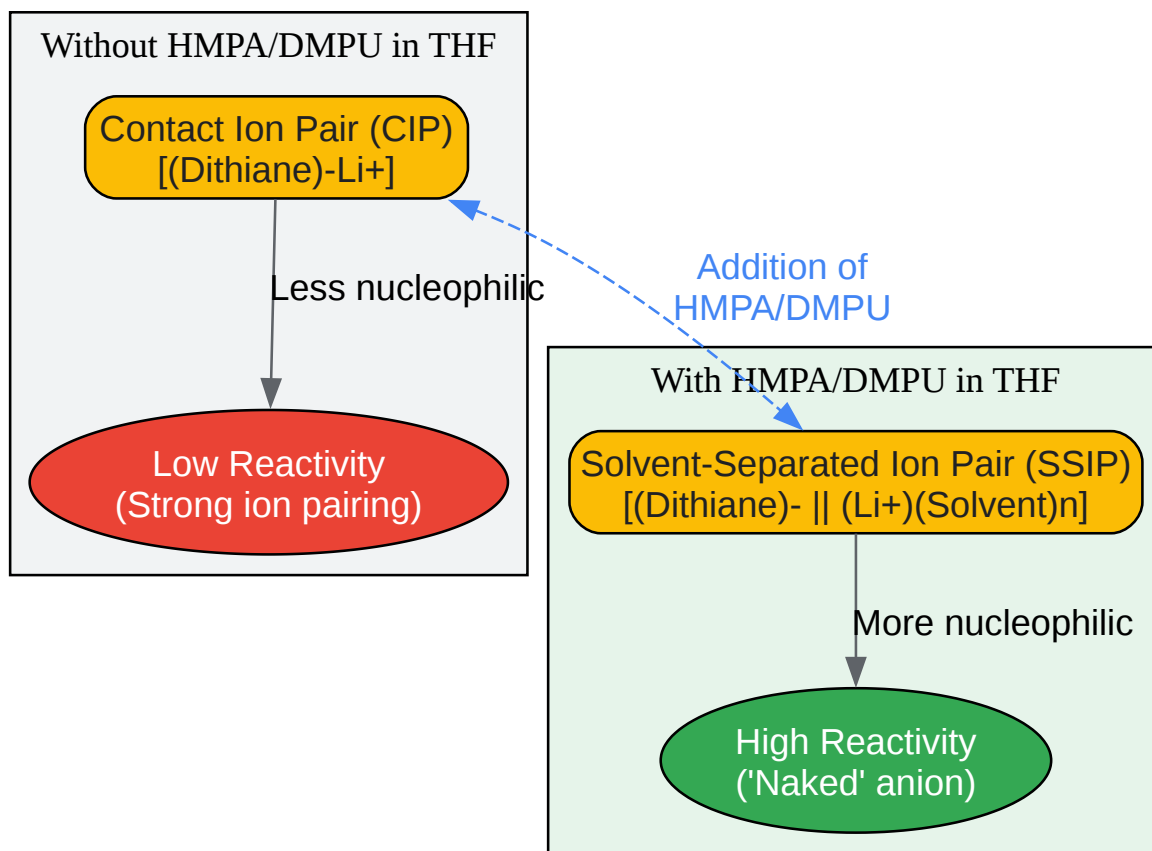 Without HMPA/DMPU in THF
Contact Ion Pair (CIP)
[(Dithiane)-Li+]
Less nucleophilic
Low Reactivity
(Strong ion pairing)
Addition of
HMPA/DMPU
With HMPA/DMPU in THF
Solvent-Separated Ion Pair (SSIP)
[(Dithiane)- || (Li+)(Solvent)n]
More nucleophilic
High Reactivity
('Naked' anion)